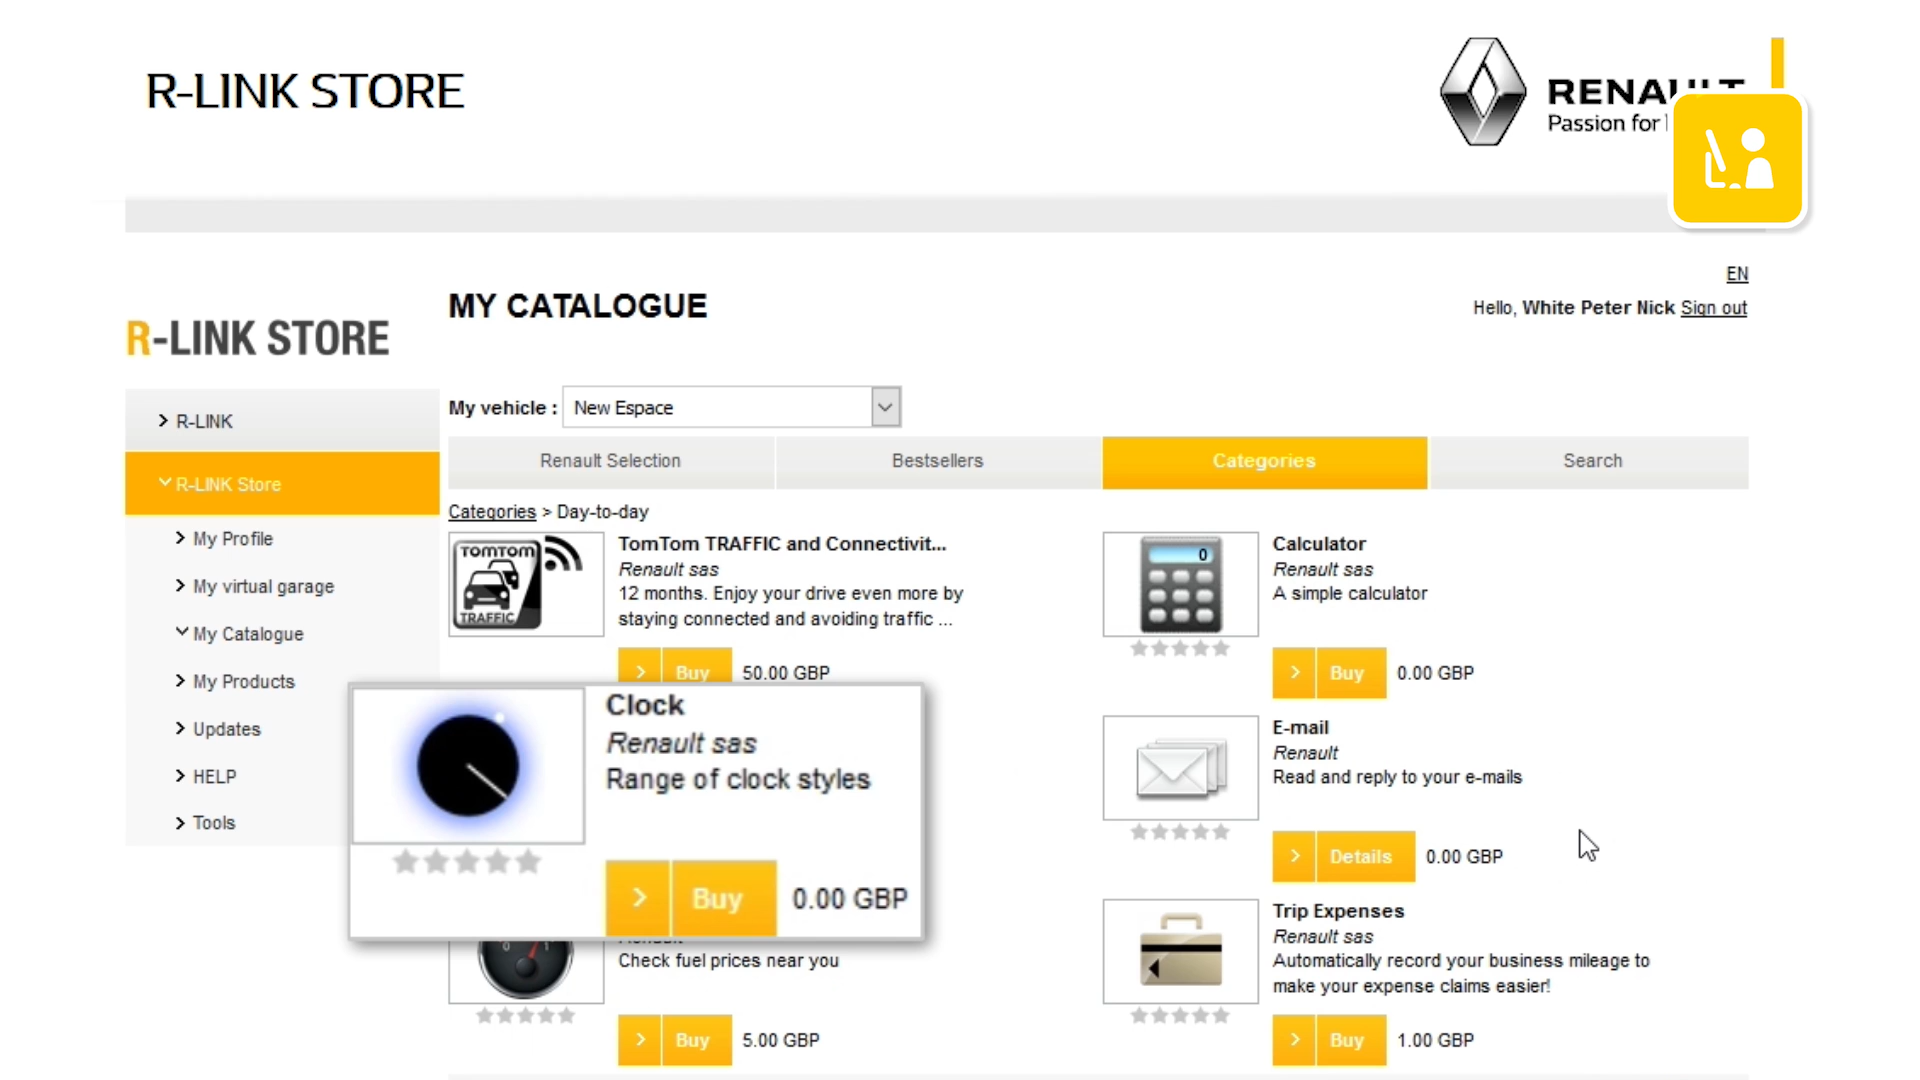 R-LINK STORE
RENAULT
Passion for
EN
MY CATALOGUE
Hello, White Peter Nick Sign out
R-LINK STORE
My vehicle : New Espace
R-LINK
Renault Selection
Bestsellers
Categories
Search
R-LINK Store
Categories > Day-to-day
My Profile
My virtual garage
My Catalogue
My Products
Updates
HELP
Tools
TOMTOM
TRAFFIC
TomTom TRAFFIC and Connectivit...
Renault sas
12 months. Enjoy your drive even more by
staying connected and avoiding traffic ...
> Buy 50.00 GBP
0
Calculator
Renault sas
A simple calculator
> Buy 0.00 GBP
Clock
Renault sas
Range of clock styles
> Buy 0.00 GBP
E-mail
Renault
Read and reply to your e-mails
> Details 0.00 GBP
0 1
Check fuel prices near you
> Buy 5.00 GBP
Trip Expenses
Renault sas
Automatically record your business mileage to
make your expense claims easier!
> Buy 1.00 GBP